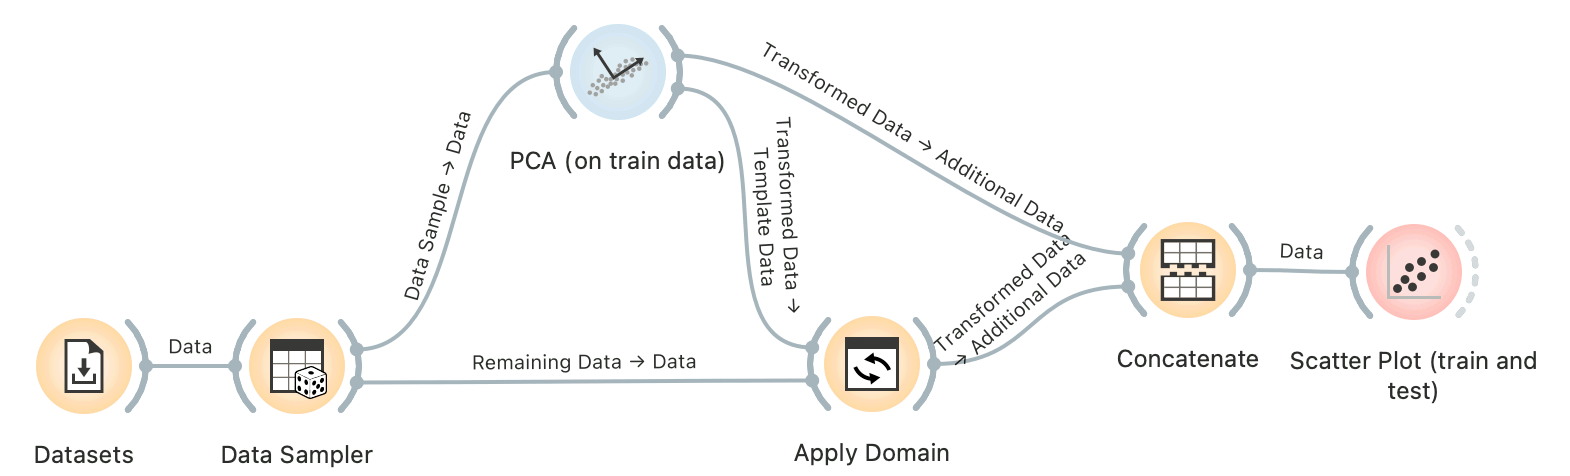 Transformed Data → Additional Data
Data Sample → Data
PCA (on train data)
Transformed Data →
Template Data
Transformed Data
→ Additional Data
Data
Data
Remaining Data → Data
Concatenate
Scatter Plot (train and
test)
Datasets
Data Sampler
Apply Domain